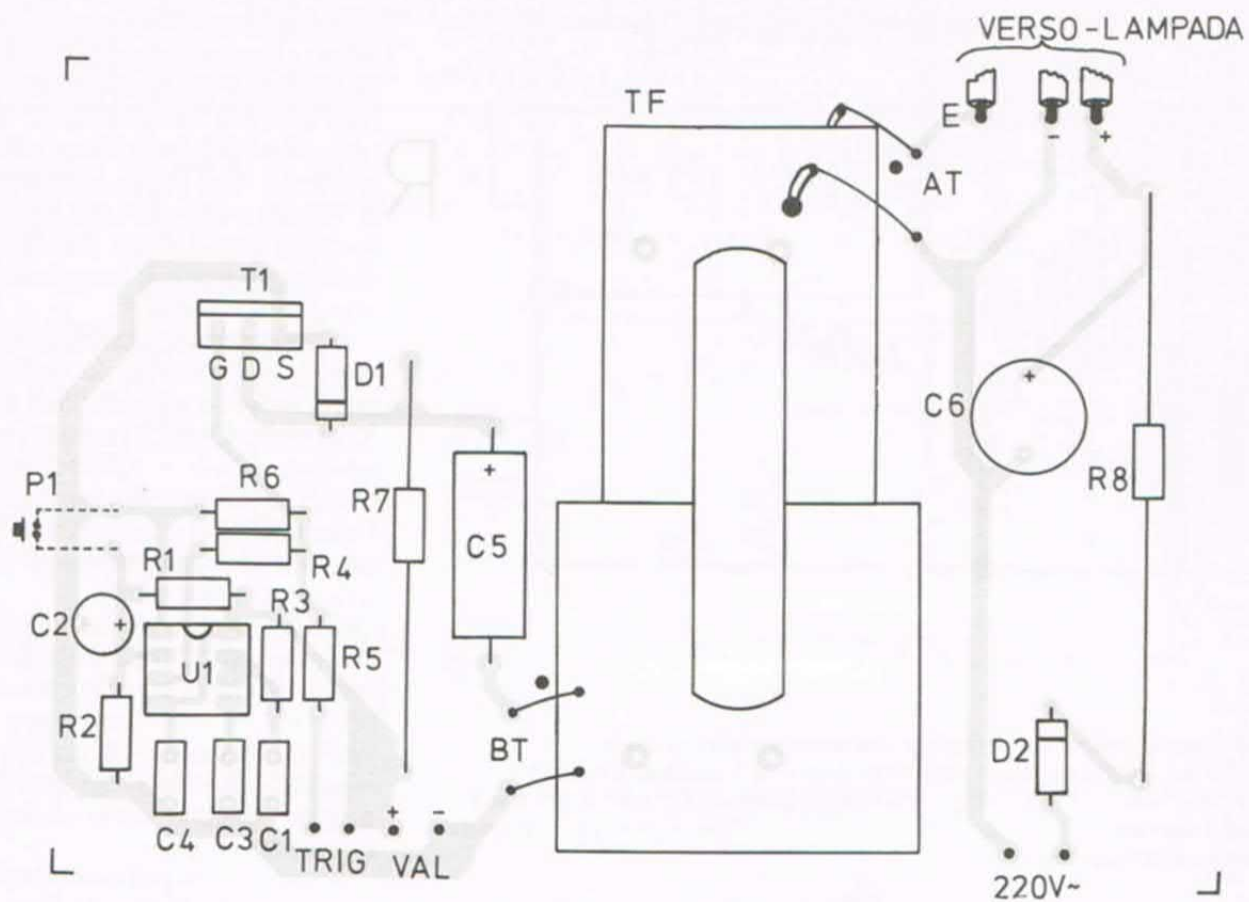 VERSO-LAMPADA
TF
E
-
+
AT
R
T1
G D S
D1
C6
+
R8
P1
R6
R7
+
C5
R4
R1
R3
C2
+
U1
R5
R2
BT
D2
C4
C3
C1
+
-
TRIG
VAL
220V~